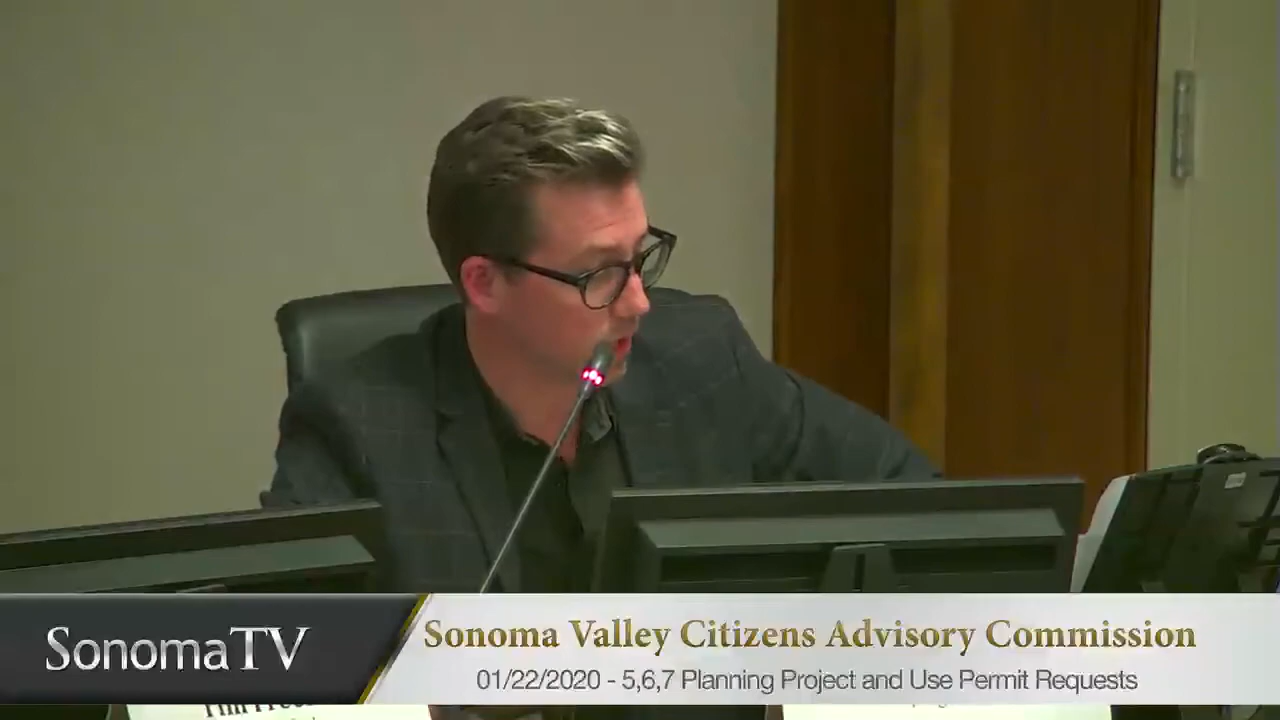 SonomaTV
Sonoma Valley Citizens Advisory Commission
01/22/2020 - 5,6,7 Planning Project and Use Permit Requests